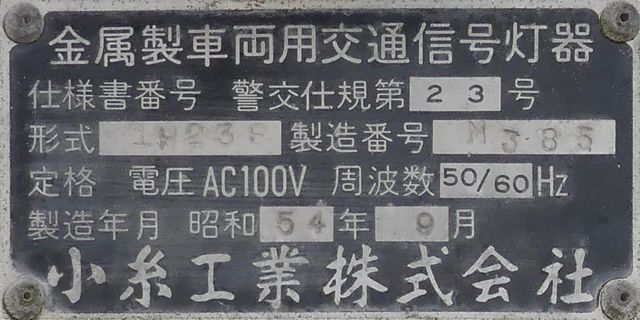 金属製車両用交通信号灯器
仕様書番号 警交仕規第23号
形式 1H23S 製造番号 M385
定格 電圧AC100V 周波数50/60Hz
製造年月 昭和54年9月
小糸工業株式会社